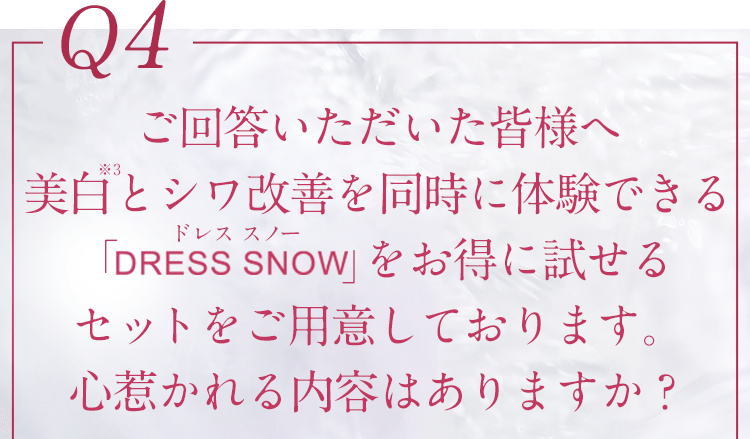 Q4
ご回答いただいた皆様へ
美白※3とシワ改善を同時に体験できる
ドレス スノー
「DRESS SNOW」をお得に試せる
セットをご用意しております。
心惹かれる内容はありますか？